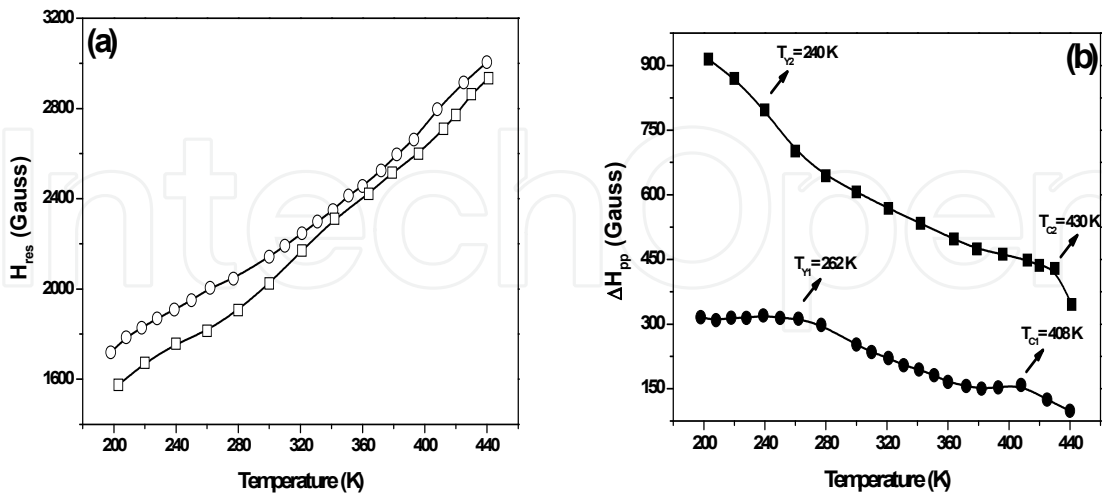 (a)
3200
2800
2400
2000
1600
H_res (Gauss)
200 240 280 320 360 400 440
Temperature (K)
(b)
900
750
600
450
300
150
ΔH_pp (Gauss)
T_Y2=240 K
T_C2=430 K
T_Y1=262 K
T_C1=408 K
200 240 280 320 360 400 440
Temperature (K)
IntechOpen